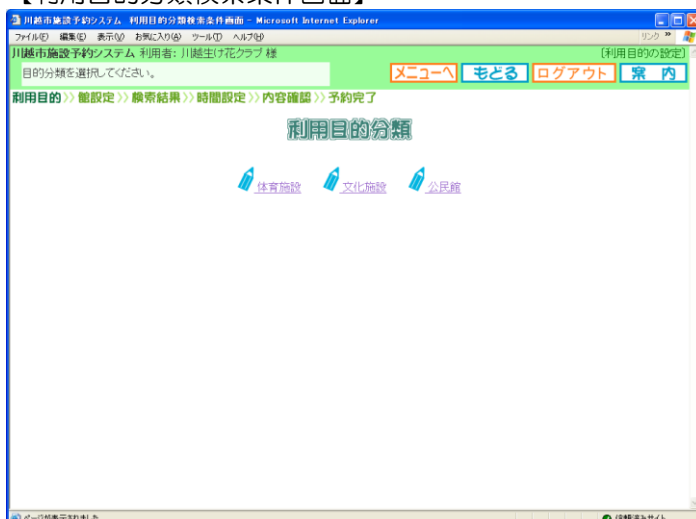 【利用目的分類検索条件画面】
川越市施設予約システム 利用目的分類検索条件画面 - Microsoft Internet Explorer
ファイル(F) 編集(E) 表示(V) お気に入り(A) ツール(T) ヘルプ(H) リンク »
川越市施設予約システム 利用者: 川越生け花クラブ 様 [利用目的の設定]
目的分類を選択してください。 メニューへ もどる ログアウト 案 内
利用目的>>館設定>>検索結果>>時間設定>>内容確認>>予約完了
利用目的分類
体育施設 文化施設 公民館
ページが表示されました 信頼済みサイト